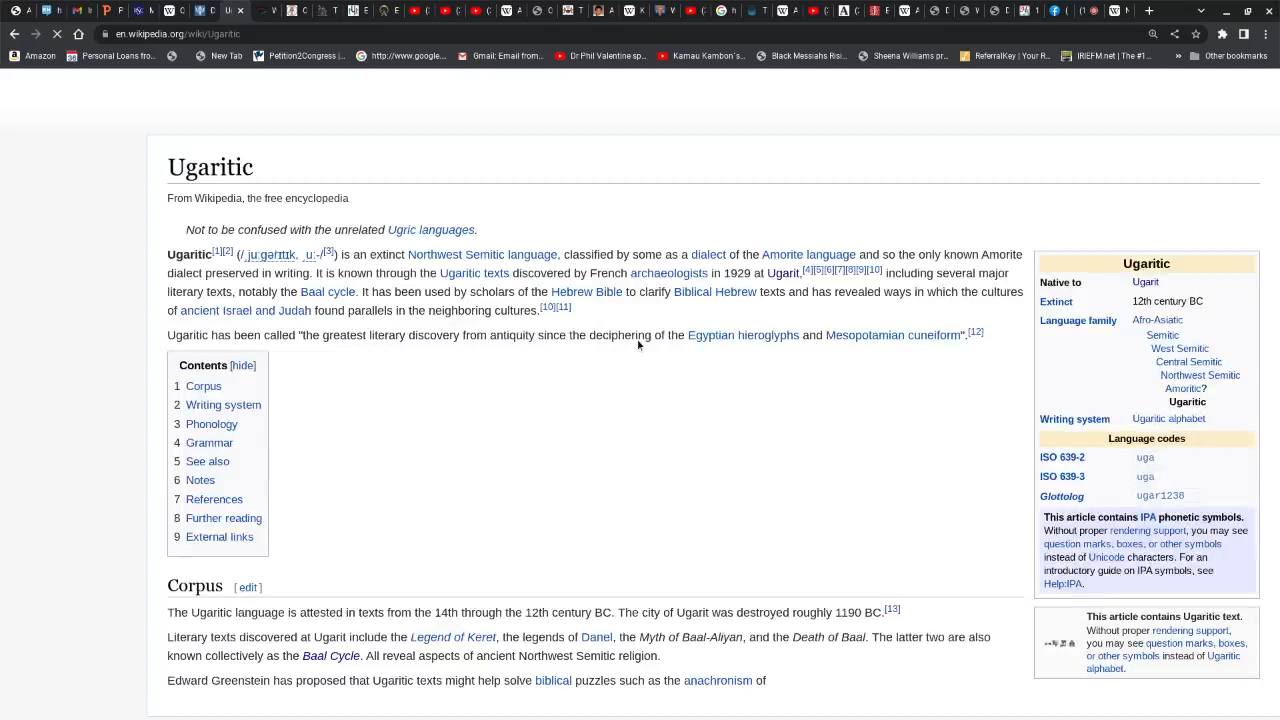 en.wikipedia.org/wiki/Ugaritic
Amazon
Personal Loans fro...
New Tab
Petition2Congress |...
http://www.google...
Gmail: Email from...
Dr Phil Valentine sp...
Kamau Kambon`s...
Black Messiahs Risi...
Sheena Williams pr...
ReferralKey | Your R...
IRIEFM.net | The #1...
»
Other bookmarks
Ugaritic
From Wikipedia, the free encyclopedia
Not to be confused with the unrelated Ugric languages.
Ugaritic[1][2] (/ˌjuːɡəˈrɪtɪk, ˌuː-/[3]) is an extinct Northwest Semitic language, classified by some as a dialect of the Amorite language and so the only known Amorite
dialect preserved in writing. It is known through the Ugaritic texts discovered by French archaeologists in 1929 at Ugarit,[4][5][6][7][8][9][10] including several major
literary texts, notably the Baal cycle. It has been used by scholars of the Hebrew Bible to clarify Biblical Hebrew texts and has revealed ways in which the cultures
of ancient Israel and Judah found parallels in the neighboring cultures.[10][11]
Ugaritic has been called "the greatest literary discovery from antiquity since the deciphering of the Egyptian hieroglyphs and Mesopotamian cuneiform".[12]
Contents [hide]
1 Corpus
2 Writing system
3 Phonology
4 Grammar
5 See also
6 Notes
7 References
8 Further reading
9 External links
Corpus [ edit ]
The Ugaritic language is attested in texts from the 14th through the 12th century BC. The city of Ugarit was destroyed roughly 1190 BC.[13]
Literary texts discovered at Ugarit include the Legend of Keret, the legends of Danel, the Myth of Baal-Aliyan, and the Death of Baal. The latter two are also
known collectively as the Baal Cycle. All reveal aspects of ancient Northwest Semitic religion.
Edward Greenstein has proposed that Ugaritic texts might help solve biblical puzzles such as the anachronism of
Ugaritic
Native to Ugarit
Extinct 12th century BC
Language family Afro-Asiatic
Semitic
West Semitic
Central Semitic
Northwest Semitic
Amoritic?
Ugaritic
Writing system Ugaritic alphabet
Language codes
ISO 639-2 uga
ISO 639-3 uga
Glottolog ugar1238
This article contains IPA phonetic symbols.
Without proper rendering support, you may see
question marks, boxes, or other symbols
instead of Unicode characters. For an
introductory guide on IPA symbols, see
Help:IPA.
This article contains Ugaritic text.
Without proper rendering support,
you may see question marks, boxes,
or other symbols instead of Ugaritic
alphabet.